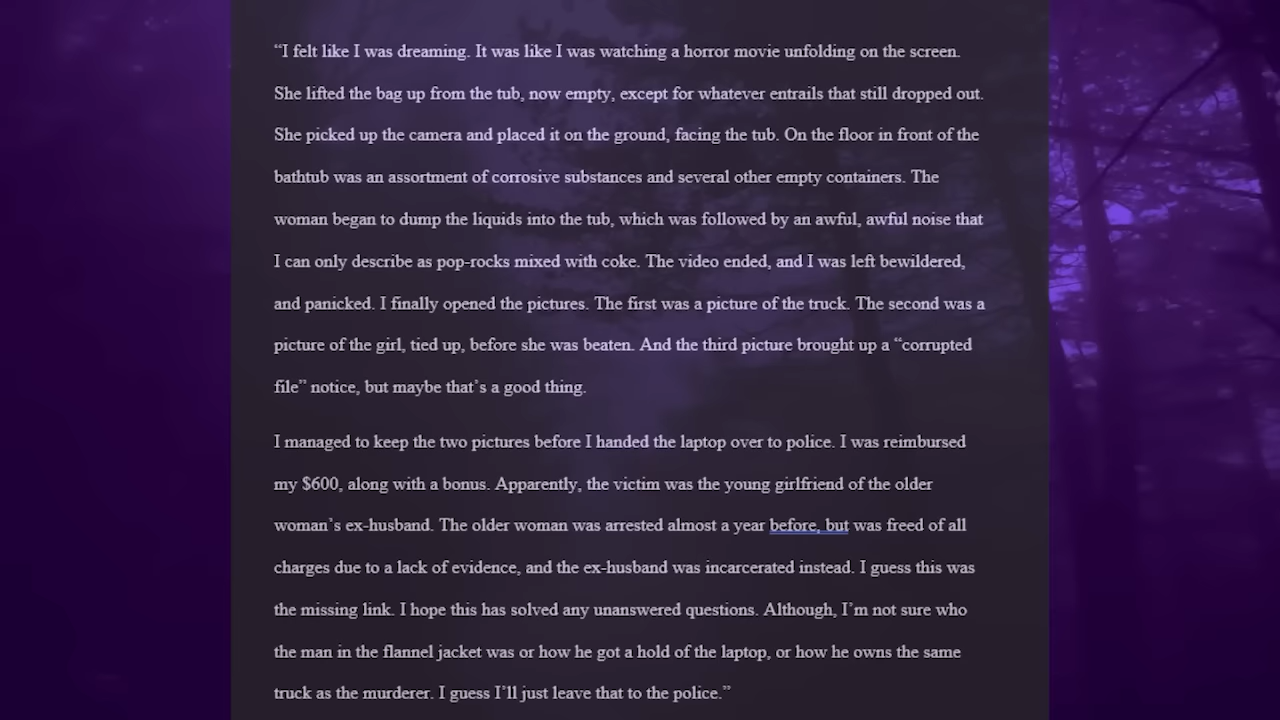 “I felt like I was dreaming. It was like I was watching a horror movie unfolding on the screen.
She lifted the bag up from the tub, now empty, except for whatever entrails that still dropped out.
She picked up the camera and placed it on the ground, facing the tub. On the floor in front of the
bathtub was an assortment of corrosive substances and several other empty containers. The
woman began to dump the liquids into the tub, which was followed by an awful, awful noise that
I can only describe as pop-rocks mixed with coke. The video ended, and I was left bewildered,
and panicked. I finally opened the pictures. The first was a picture of the truck. The second was a
picture of the girl, tied up, before she was beaten. And the third picture brought up a “corrupted
file” notice, but maybe that’s a good thing.
I managed to keep the two pictures before I handed the laptop over to police. I was reimbursed
my $600, along with a bonus. Apparently, the victim was the young girlfriend of the older
woman’s ex-husband. The older woman was arrested almost a year before, but was freed of all
charges due to a lack of evidence, and the ex-husband was incarcerated instead. I guess this was
the missing link. I hope this has solved any unanswered questions. Although, I’m not sure who
the man in the flannel jacket was or how he got a hold of the laptop, or how he owns the same
truck as the murderer. I guess I’ll just leave that to the police.”